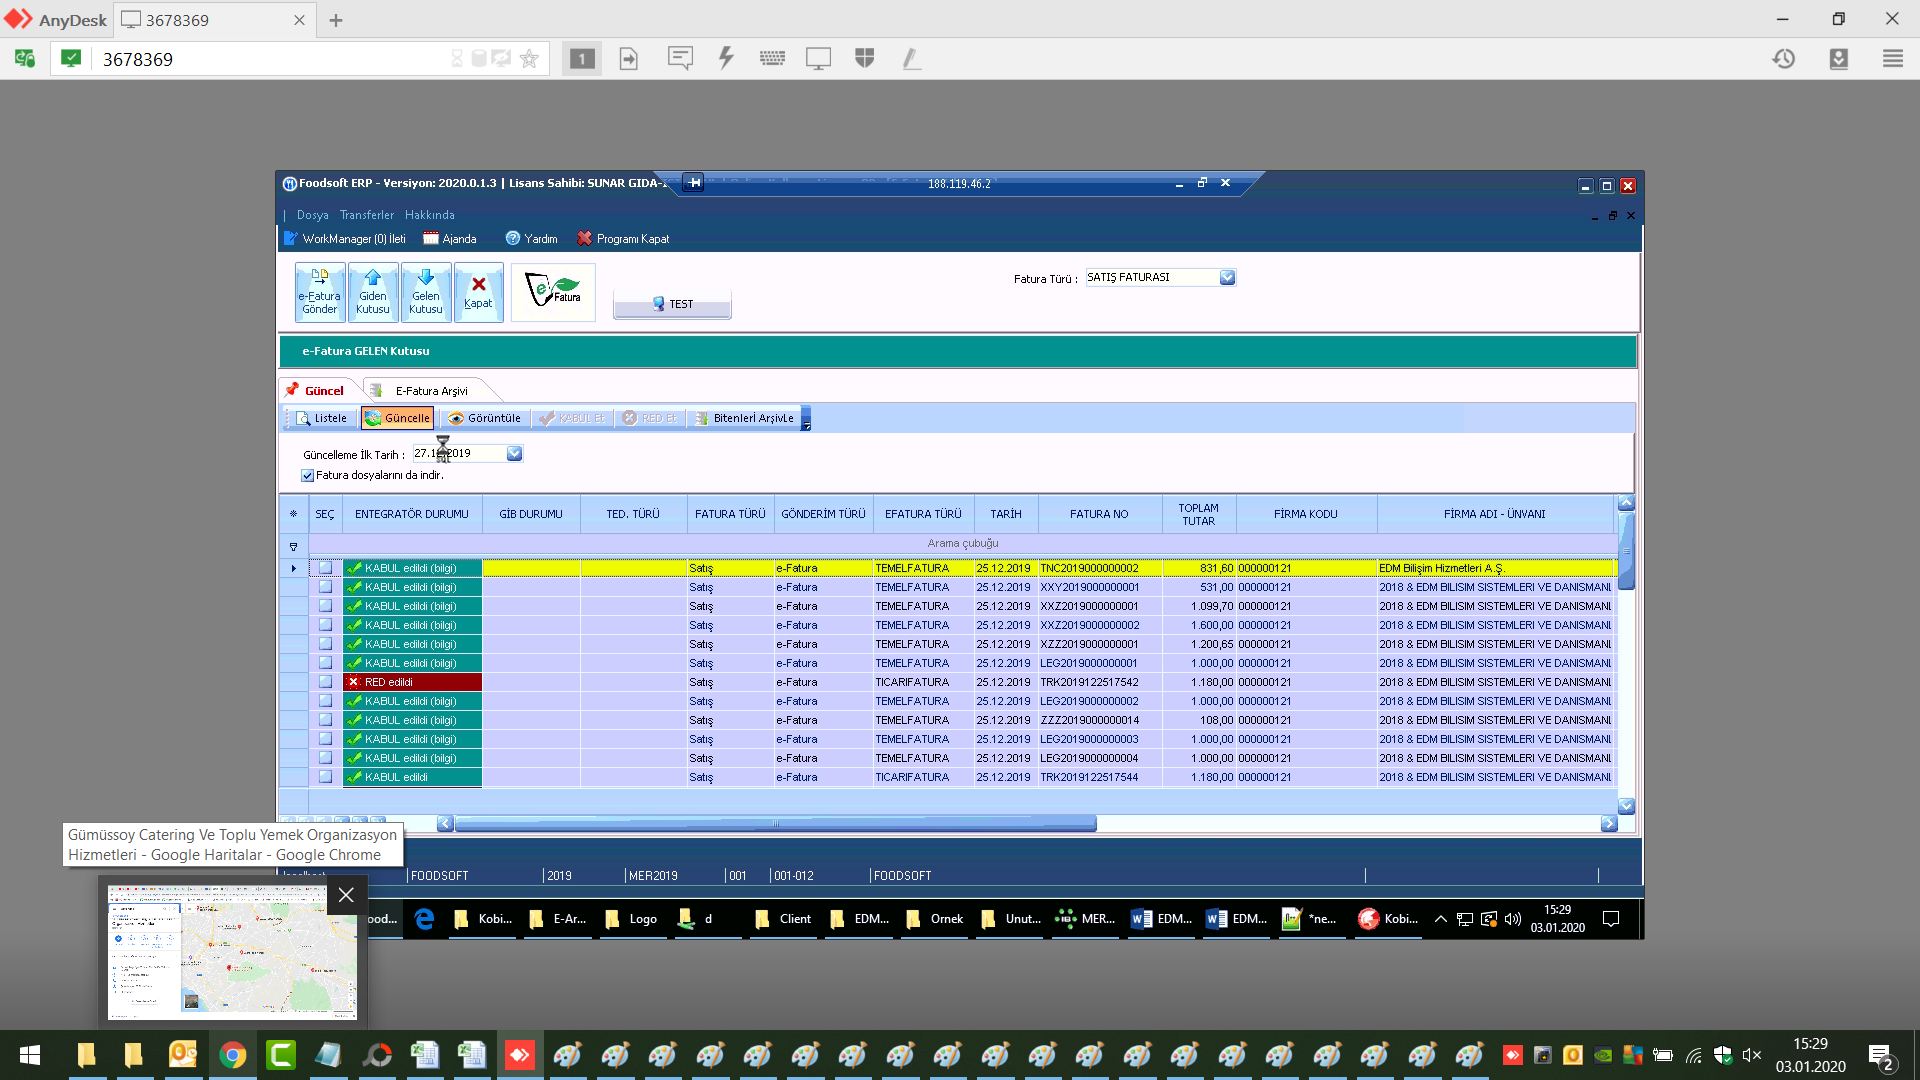 AnyDesk
3678369
3678369
1
Foodsoft ERP - Versiyon: 2020.0.1.3 | Lisans Sahibi: SUNAR GIDA-
188.119.46.2
Dosya Transferler Hakkında
WorkManager (0) İleti Ajanda Yardım Programı Kapat
e-Fatura Gönder
Giden Kutusu
Gelen Kutusu
Kapat
e Fatura
TEST
Fatura Türü : SATIŞ FATURASI
e-Fatura GELEN Kutusu
Güncel E-Fatura Arşivi
Listele Güncelle Görüntüle KABUL Et RED Et Bitenleri ArşivLe
Güncelleme İlk Tarih :
SQL
Fatura dosyalarını da indir.
SEÇ ENTEGRATÖR DURUMU GİB DURUMU TED. TÜRÜ FATURA TÜRÜ GÖNDERİM TÜRÜ EFATURA TÜRÜ TARİH FATURA NO TOPLAM TUTAR FİRMA KODU FİRMA ADI - ÜNVANI
Arama çubuğu
KABUL edildi (bilgi) Satış e-Fatura TEMELFATURA 25.12.2019 TNC2019000000002 831,60 000000121 EDM Bilişim Hizmetleri A.Ş.
KABUL edildi (bilgi) Satış e-Fatura TEMELFATURA 25.12.2019 XXY2019000000001 531,00 000000121 2018 & EDM BILISIM SISTEMLERI VE DANISMANL
KABUL edildi (bilgi) Satış e-Fatura TEMELFATURA 25.12.2019 XXZ2019000000001 1.099,70 000000121 2018 & EDM BILISIM SISTEMLERI VE DANISMANL
KABUL edildi (bilgi) Satış e-Fatura TEMELFATURA 25.12.2019 XXZ2019000000002 1.600,00 000000121 2018 & EDM BILISIM SISTEMLERI VE DANISMANL
KABUL edildi (bilgi) Satış e-Fatura TEMELFATURA 25.12.2019 XZZ2019000000001 1.200,65 000000121 2018 & EDM BILISIM SISTEMLERI VE DANISMANL
KABUL edildi (bilgi) Satış e-Fatura TEMELFATURA 25.12.2019 LEG2019000000001 1.000,00 000000121 2018 & EDM BILISIM SISTEMLERI VE DANISMANL
RED edildi Satış e-Fatura TICARIFATURA 25.12.2019 TRK2019122517542 1.180,00 000000121 2018 & EDM BILISIM SISTEMLERI VE DANISMANL
KABUL edildi (bilgi) Satış e-Fatura TEMELFATURA 25.12.2019 LEG2019000000002 1.000,00 000000121 2018 & EDM BILISIM SISTEMLERI VE DANISMANL
KABUL edildi (bilgi) Satış e-Fatura TEMELFATURA 25.12.2019 ZZZ2019000000014 108,00 000000121 2018 & EDM BILISIM SISTEMLERI VE DANISMANL
KABUL edildi (bilgi) Satış e-Fatura TEMELFATURA 25.12.2019 LEG2019000000003 1.000,00 000000121 2018 & EDM BILISIM SISTEMLERI VE DANISMANL
KABUL edildi (bilgi) Satış e-Fatura TEMELFATURA 25.12.2019 LEG2019000000004 1.000,00 000000121 2018 & EDM BILISIM SISTEMLERI VE DANISMANL
KABUL edildi Satış e-Fatura TICARIFATURA 25.12.2019 TRK2019122517544 1.180,00 000000121 2018 & EDM BILISIM SISTEMLERI VE DANISMANL
Gümüssoy Catering Ve Toplu Yemek Organizasyon
Hizmetleri - Google Haritalar - Google Chrome
FOODSOFT 2019 MER2019 001 001-012 FOODSOFT
ood... Kobi... E-Ar... Logo d Client EDM... Ornek Unut... MER... EDM... EDM... *ne... Kobi... 15:29
03.01.2020
15:29
03.01.2020
2